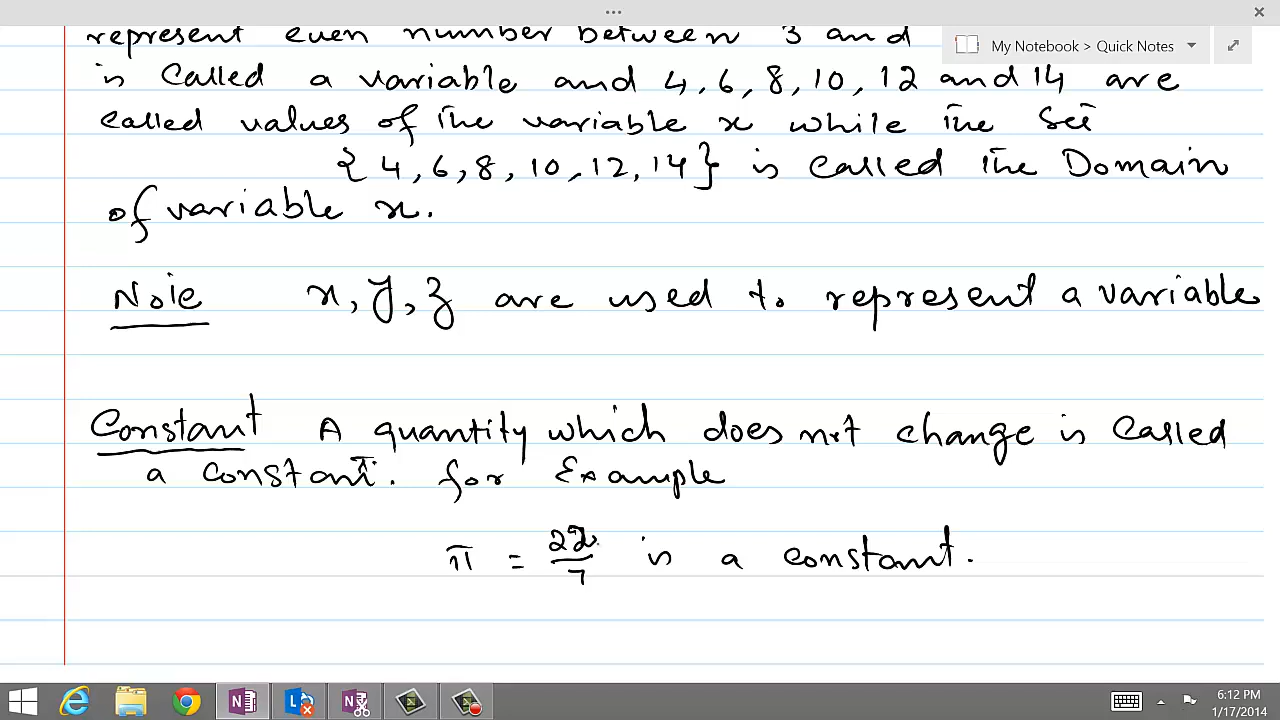 represent even number between 3 and
My Notebook > Quick Notes
is called a variable and 4, 6, 8, 10, 12 and 14 are
called values of the variable x while the set
{4, 6, 8, 10, 12, 14} is called the Domain
of variable x.
Note x, y, z are used to represent a variable
Constant A quantity which does not change is called
a constant. for Example
π = 22/7 is a constant.
6:12 PM
1/17/2014